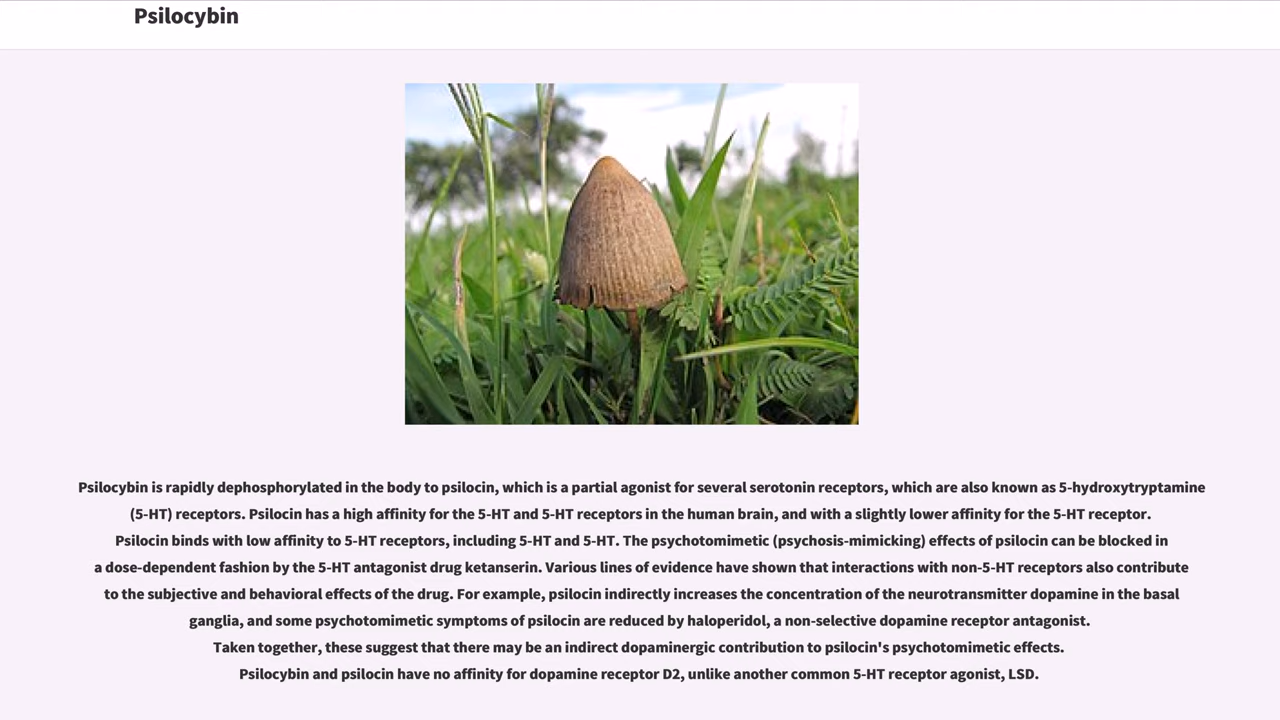 Psilocybin
Psilocybin is rapidly dephosphorylated in the body to psilocin, which is a partial agonist for several serotonin receptors, which are also known as 5-hydroxytryptamine
(5-HT) receptors. Psilocin has a high affinity for the 5-HT and 5-HT receptors in the human brain, and with a slightly lower affinity for the 5-HT receptor.
Psilocin binds with low affinity to 5-HT receptors, including 5-HT and 5-HT. The psychotomimetic (psychosis-mimicking) effects of psilocin can be blocked in
a dose-dependent fashion by the 5-HT antagonist drug ketanserin. Various lines of evidence have shown that interactions with non-5-HT receptors also contribute
to the subjective and behavioral effects of the drug. For example, psilocin indirectly increases the concentration of the neurotransmitter dopamine in the basal
ganglia, and some psychotomimetic symptoms of psilocin are reduced by haloperidol, a non-selective dopamine receptor antagonist.
Taken together, these suggest that there may be an indirect dopaminergic contribution to psilocin's psychotomimetic effects.
Psilocybin and psilocin have no affinity for dopamine receptor D2, unlike another common 5-HT receptor agonist, LSD.